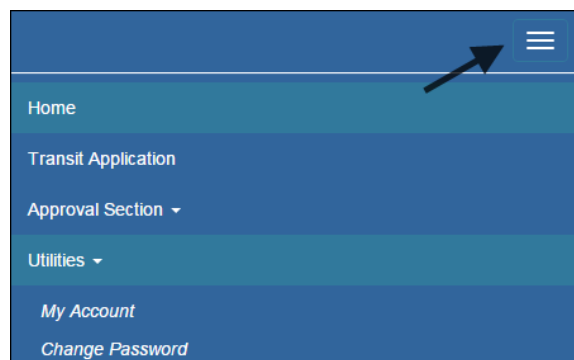 Home
Transit Application
Approval Section
Utilities
My Account
Change Password